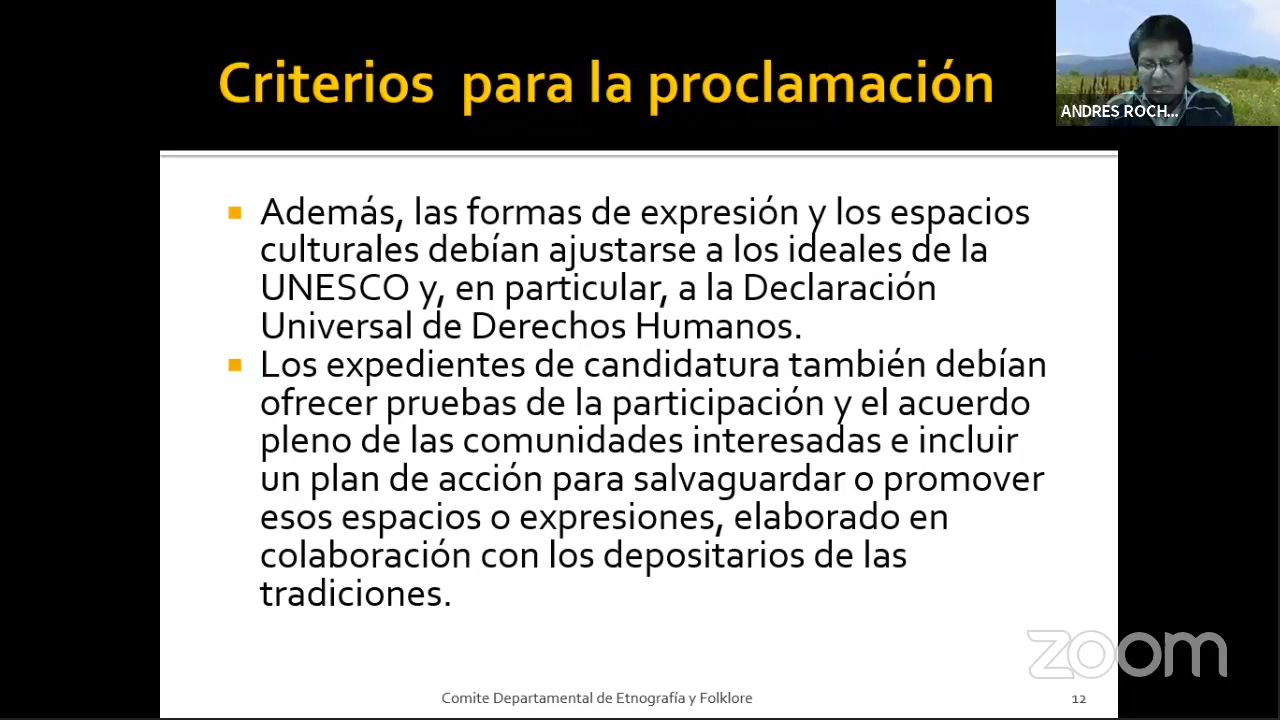 Criterios para la proclamación
ANDRES ROCH...
Además, las formas de expresión y los espacios
culturales debían ajustarse a los ideales de la
UNESCO y, en particular, a la Declaración
Universal de Derechos Humanos.
Los expedientes de candidatura también debían
ofrecer pruebas de la participación y el acuerdo
pleno de las comunidades interesadas e incluir
un plan de acción para salvaguardar o promover
esos espacios o expresiones, elaborado en
colaboración con los depositarios de las
tradiciones.
zoom
Comite Departamental de Etnografía y Folklore
12